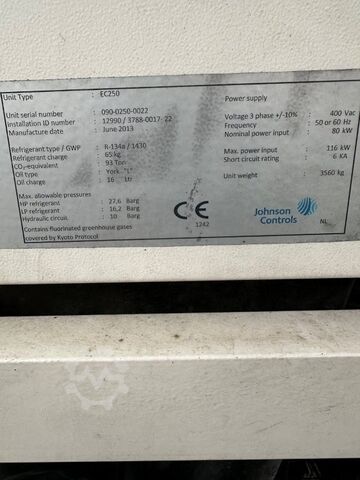 Unit Type : EC250
Unit serial number : 090-0250-0022
Installation ID number : 12990 / 3788-0017-22
Manufacture date : June 2013
Refrigerant type / GWP : R-134a / 1430
Refrigerant charge : 65 kg
CO2-equivalent : 93 Ton
Oil type : York "L"
Oil charge : 16 Ltr
Max. allowable pressures
HP refrigerant : 27,6 Barg
LP refrigerant : 16,2 Barg
Hydraulic circuit : 10 Barg
Contains fluorinated greenhouse gases
covered by Kyoto Protocol
Power supply
Voltage 3 phase +/-10% : 400 Vac
Frequency : 50 or 60 Hz
Nominal power input : 80 kW
Max. power input : 116 kW
Short circuit rating : 6 KA
Unit weight : 3560 kg
CE
1242
Johnson
Controls
NL